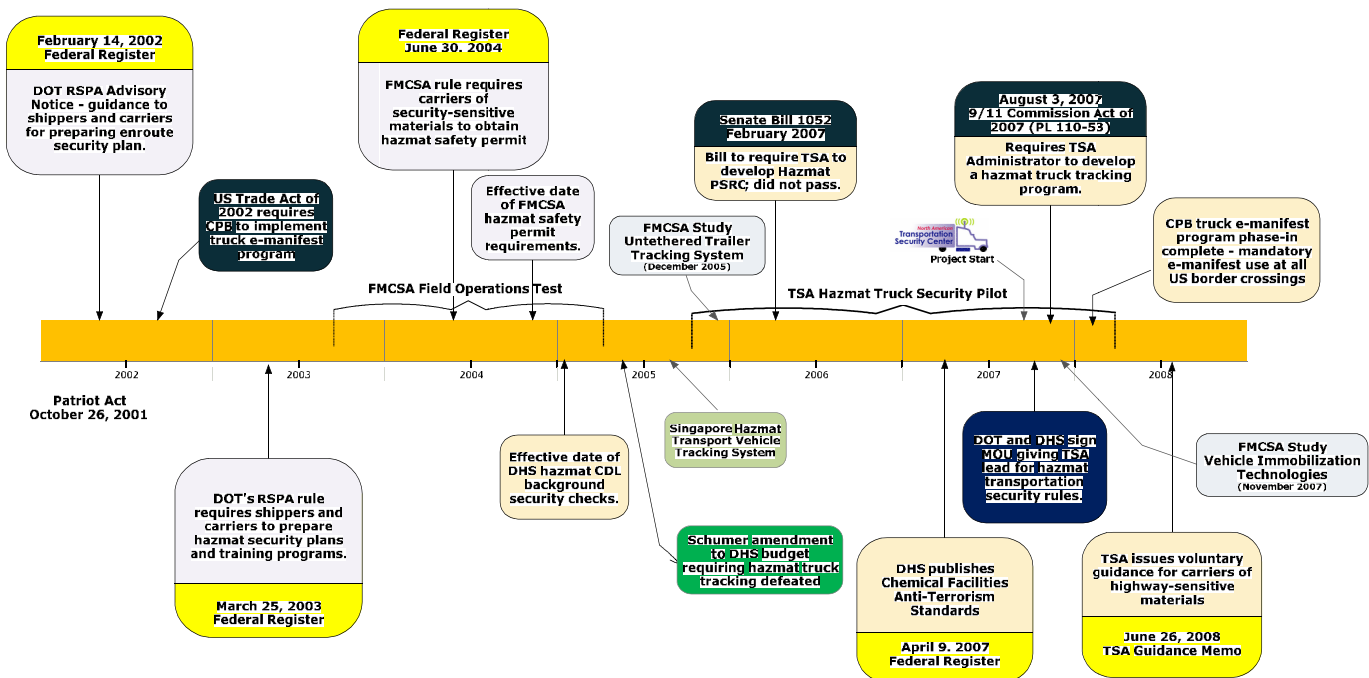 February 14, 2002
Federal Register
DOT RSPA Advisory
Notice - guidance to
shippers and carriers
for preparing enroute
security plan.
US Trade Act of
2002 requires
CPB to implement
truck e-manifest
program
Federal Register
June 30. 2004
FMCSA rule requires
carriers of
security-sensitive
materials to obtain
hazmat safety permit
Effective date
of FMCSA
hazmat safety
permit
requirements.
FMCSA Field Operations Test
FMCSA Study
Untethered Trailer
Tracking System
(December 2005)
Senate Bill 1052
February 2007
Bill to require TSA to
develop Hazmat
PSRC; did not pass.
TSA Hazmat Truck Security Pilot
North American
Transportation
Security Center
Project Start
August 3, 2007
9/11 Commission Act of
2007 (PL 110-53)
Requires TSA
Administrator to develop
a hazmat truck tracking
program.
CPB truck e-manifest
program phase-in
complete - mandatory
e-manifest use at all
US border crossings
2002
2003
2004
2005
2006
2007
2008
Patriot Act
October 26, 2001
DOT's RSPA rule
requires shippers and
carriers to prepare
hazmat security plans
and training programs.
March 25, 2003
Federal Register
Effective date of
DHS hazmat CDL
background
security checks.
Singapore Hazmat
Transport Vehicle
Tracking System
Schumer amendment
to DHS budget
requiring hazmat truck
tracking defeated
DHS publishes
Chemical Facilities
Anti-Terrorism
Standards
April 9. 2007
Federal Register
DOT and DHS sign
MOU giving TSA
lead for hazmat
transportation
security rules.
TSA issues voluntary
guidance for carriers of
highway-sensitive
materials
June 26, 2008
TSA Guidance Memo
FMCSA Study
Vehicle Immobilization
Technologies
(November 2007)